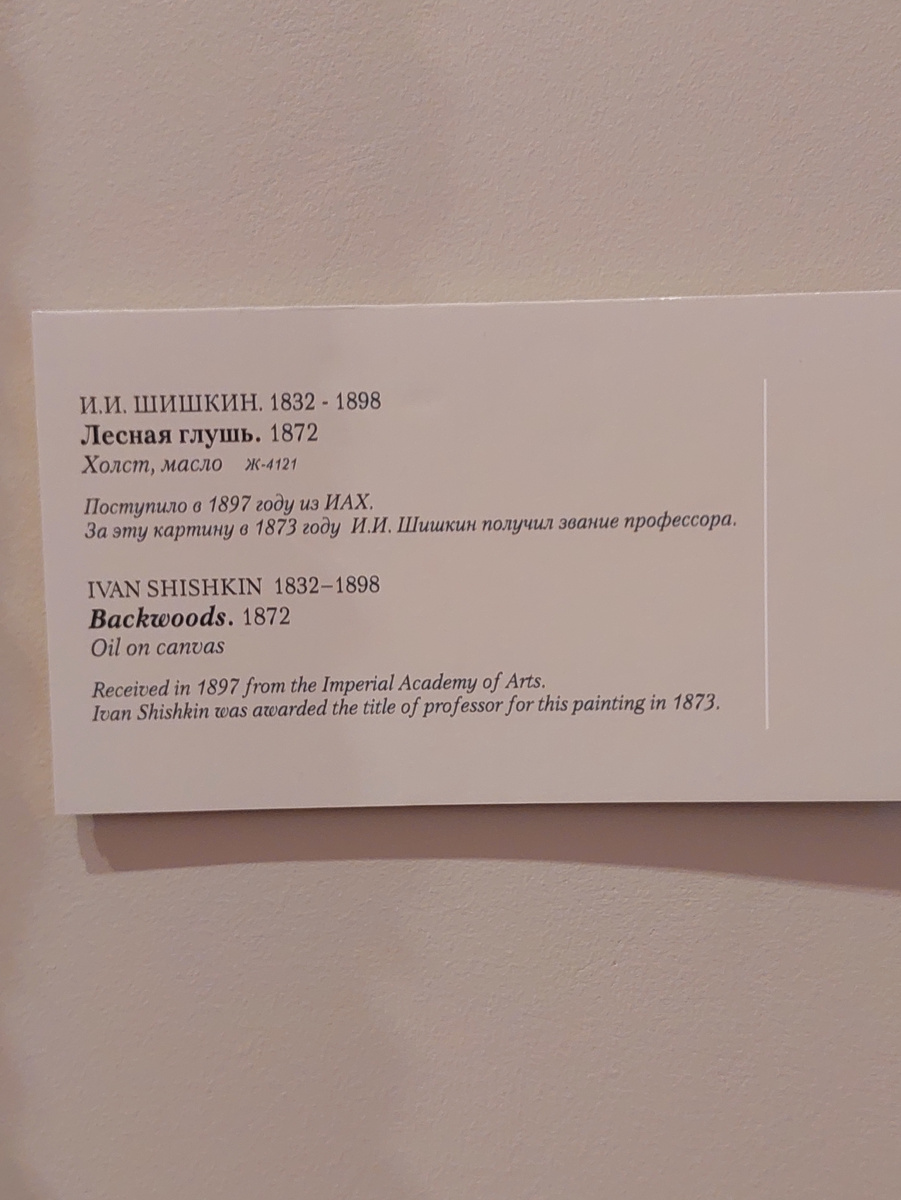 И.И. ШИШКИН. 1832 - 1898
Лесная глушь. 1872
Холст, масло Ж-4121
Поступило в 1897 году из ИАХ.
За эту картину в 1873 году И.И. Шишкин получил звание профессора.
IVAN SHISHKIN 1832–1898
Backwoods. 1872
Oil on canvas
Received in 1897 from the Imperial Academy of Arts.
Ivan Shishkin was awarded the title of professor for this painting in 1873.